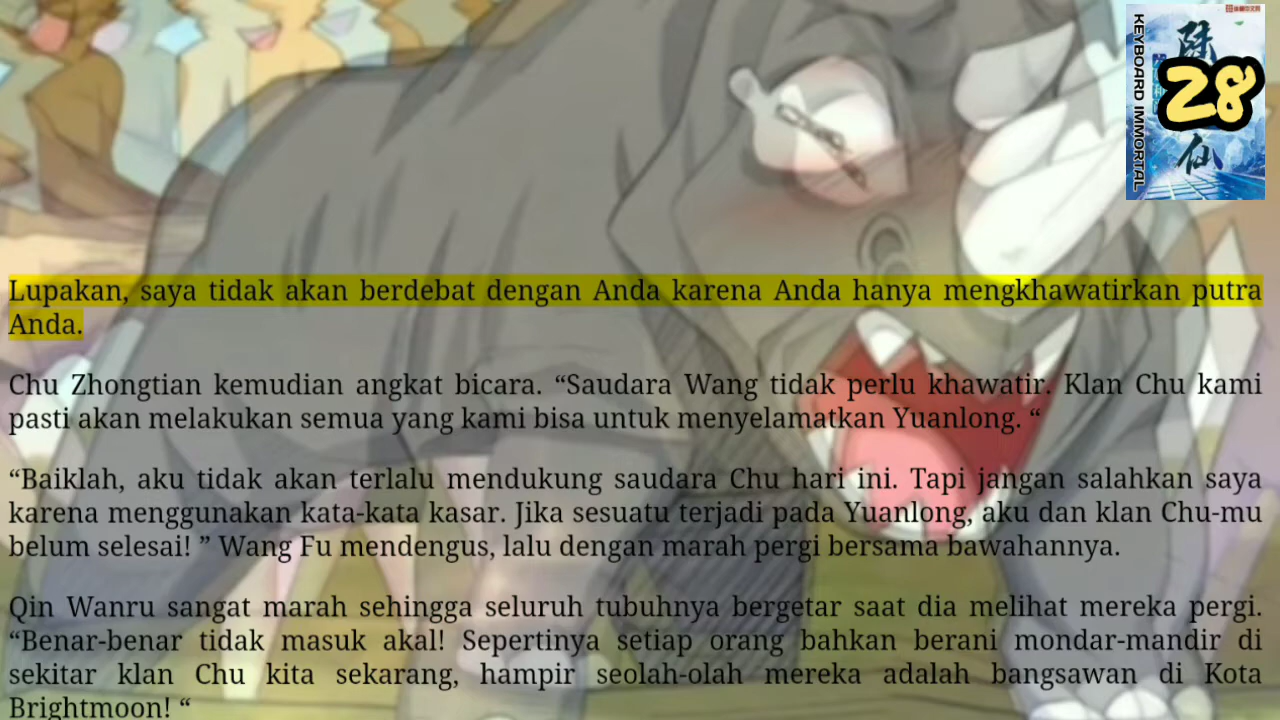 KEYBOARD IMMORTAL
陆
仙
28
Lupakan, saya tidak akan berdebat dengan Anda karena Anda hanya mengkhawatirkan putra
Anda.
Chu Zhongtian kemudian angkat bicara. “Saudara Wang tidak perlu khawatir. Klan Chu kami
pasti akan melakukan semua yang kami bisa untuk menyelamatkan Yuanlong. “
“Baiklah, aku tidak akan terlalu mendukung saudara Chu hari ini. Tapi jangan salahkan saya
karena menggunakan kata-kata kasar. Jika sesuatu terjadi pada Yuanlong, aku dan klan Chu-mu
belum selesai! ” Wang Fu mendengus, lalu dengan marah pergi bersama bawahannya.
Qin Wanru sangat marah sehingga seluruh tubuhnya bergetar saat dia melihat mereka pergi.
“Benar-benar tidak masuk akal! Sepertinya setiap orang bahkan berani mondar-mandir di
sekitar klan Chu kita sekarang, hampir seolah-olah mereka adalah bangsawan di Kota
Brightmoon! “